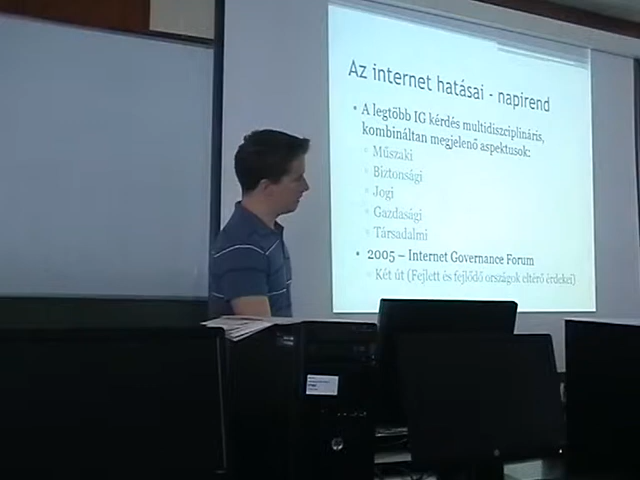 Az internet hatásai - napirend
A legtöbb IG kérdés multidiszciplináris,
kombináltan megjelenő aspektusok:
Műszaki
Biztonsági
Jogi
Gazdasági
Társadalmi
2005 – Internet Governance Forum
Két út (Fejlett és fejlődő országok eltérő érdekei)